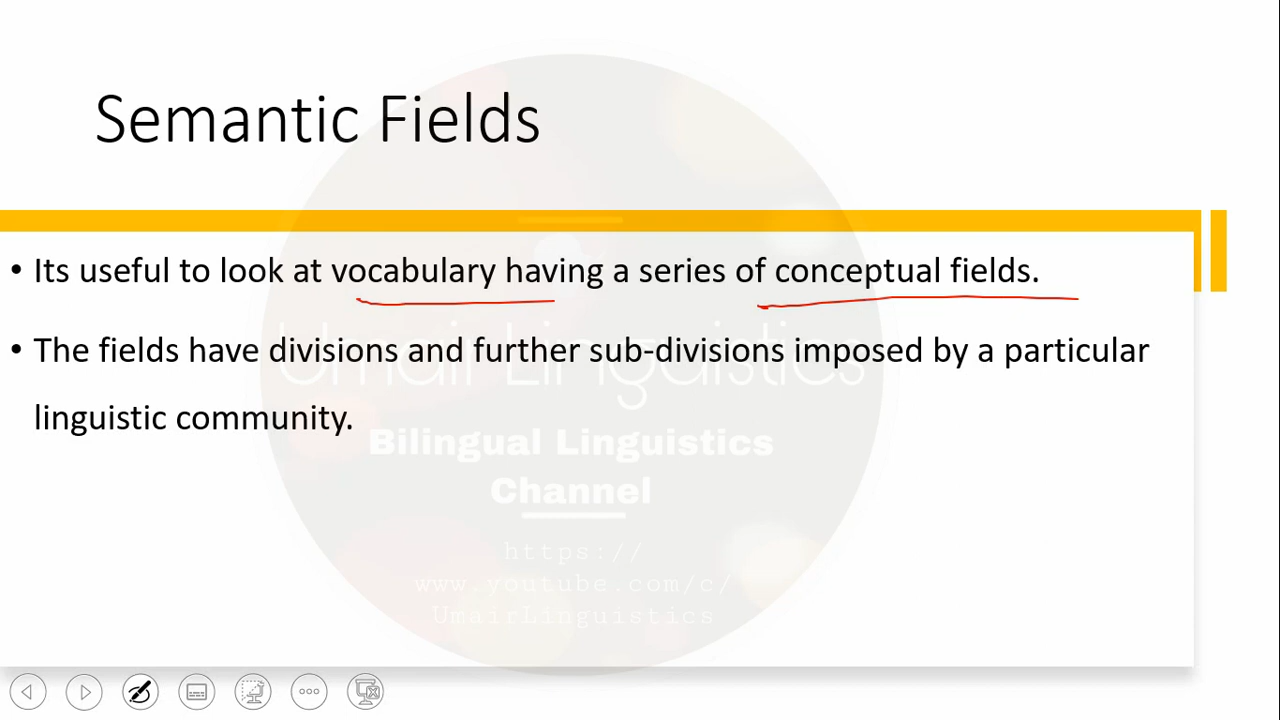 Semantic Fields
• Its useful to look at vocabulary having a series of conceptual fields.
• The fields have divisions and further sub-divisions imposed by a particular
linguistic community.
Umair Linguistics
Bilingual Linguistics
Channel
https://
www.youtube.com/c/
UmairLinguistics